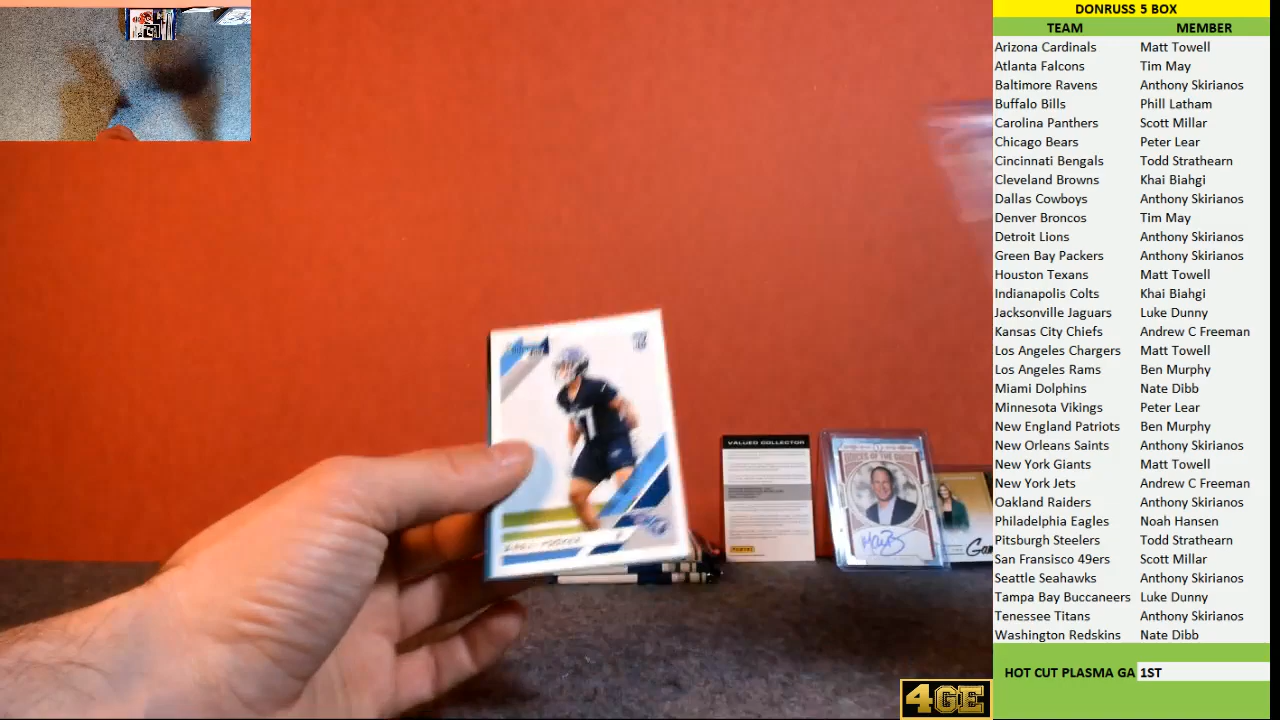 DONRUSS 5 BOX
TEAM MEMBER
Arizona Cardinals Matt Towell
Atlanta Falcons Tim May
Baltimore Ravens Anthony Skirianos
Buffalo Bills Phill Latham
Carolina Panthers Scott Millar
Chicago Bears Peter Lear
Cincinnati Bengals Todd Strathearn
Cleveland Browns Khai Biahgi
Dallas Cowboys Anthony Skirianos
Denver Broncos Tim May
Detroit Lions Anthony Skirianos
Green Bay Packers Anthony Skirianos
Houston Texans Matt Towell
Indianapolis Colts Khai Biahgi
Jacksonville Jaguars Luke Dunny
Kansas City Chiefs Andrew C Freeman
Los Angeles Chargers Matt Towell
Los Angeles Rams Ben Murphy
Miami Dolphins Nate Dibb
Minnesota Vikings Peter Lear
New England Patriots Ben Murphy
New Orleans Saints Anthony Skirianos
New York Giants Matt Towell
New York Jets Andrew C Freeman
Oakland Raiders Anthony Skirianos
Philadelphia Eagles Noah Hansen
Pitsburgh Steelers Todd Strathearn
San Fransisco 49ers Scott Millar
Seattle Seahawks Anthony Skirianos
Tampa Bay Buccaneers Luke Dunny
Tenessee Titans Anthony Skirianos
Washington Redskins Nate Dibb
HOT CUT PLASMA GA 1ST
4GE
VALUED COLLECTOR